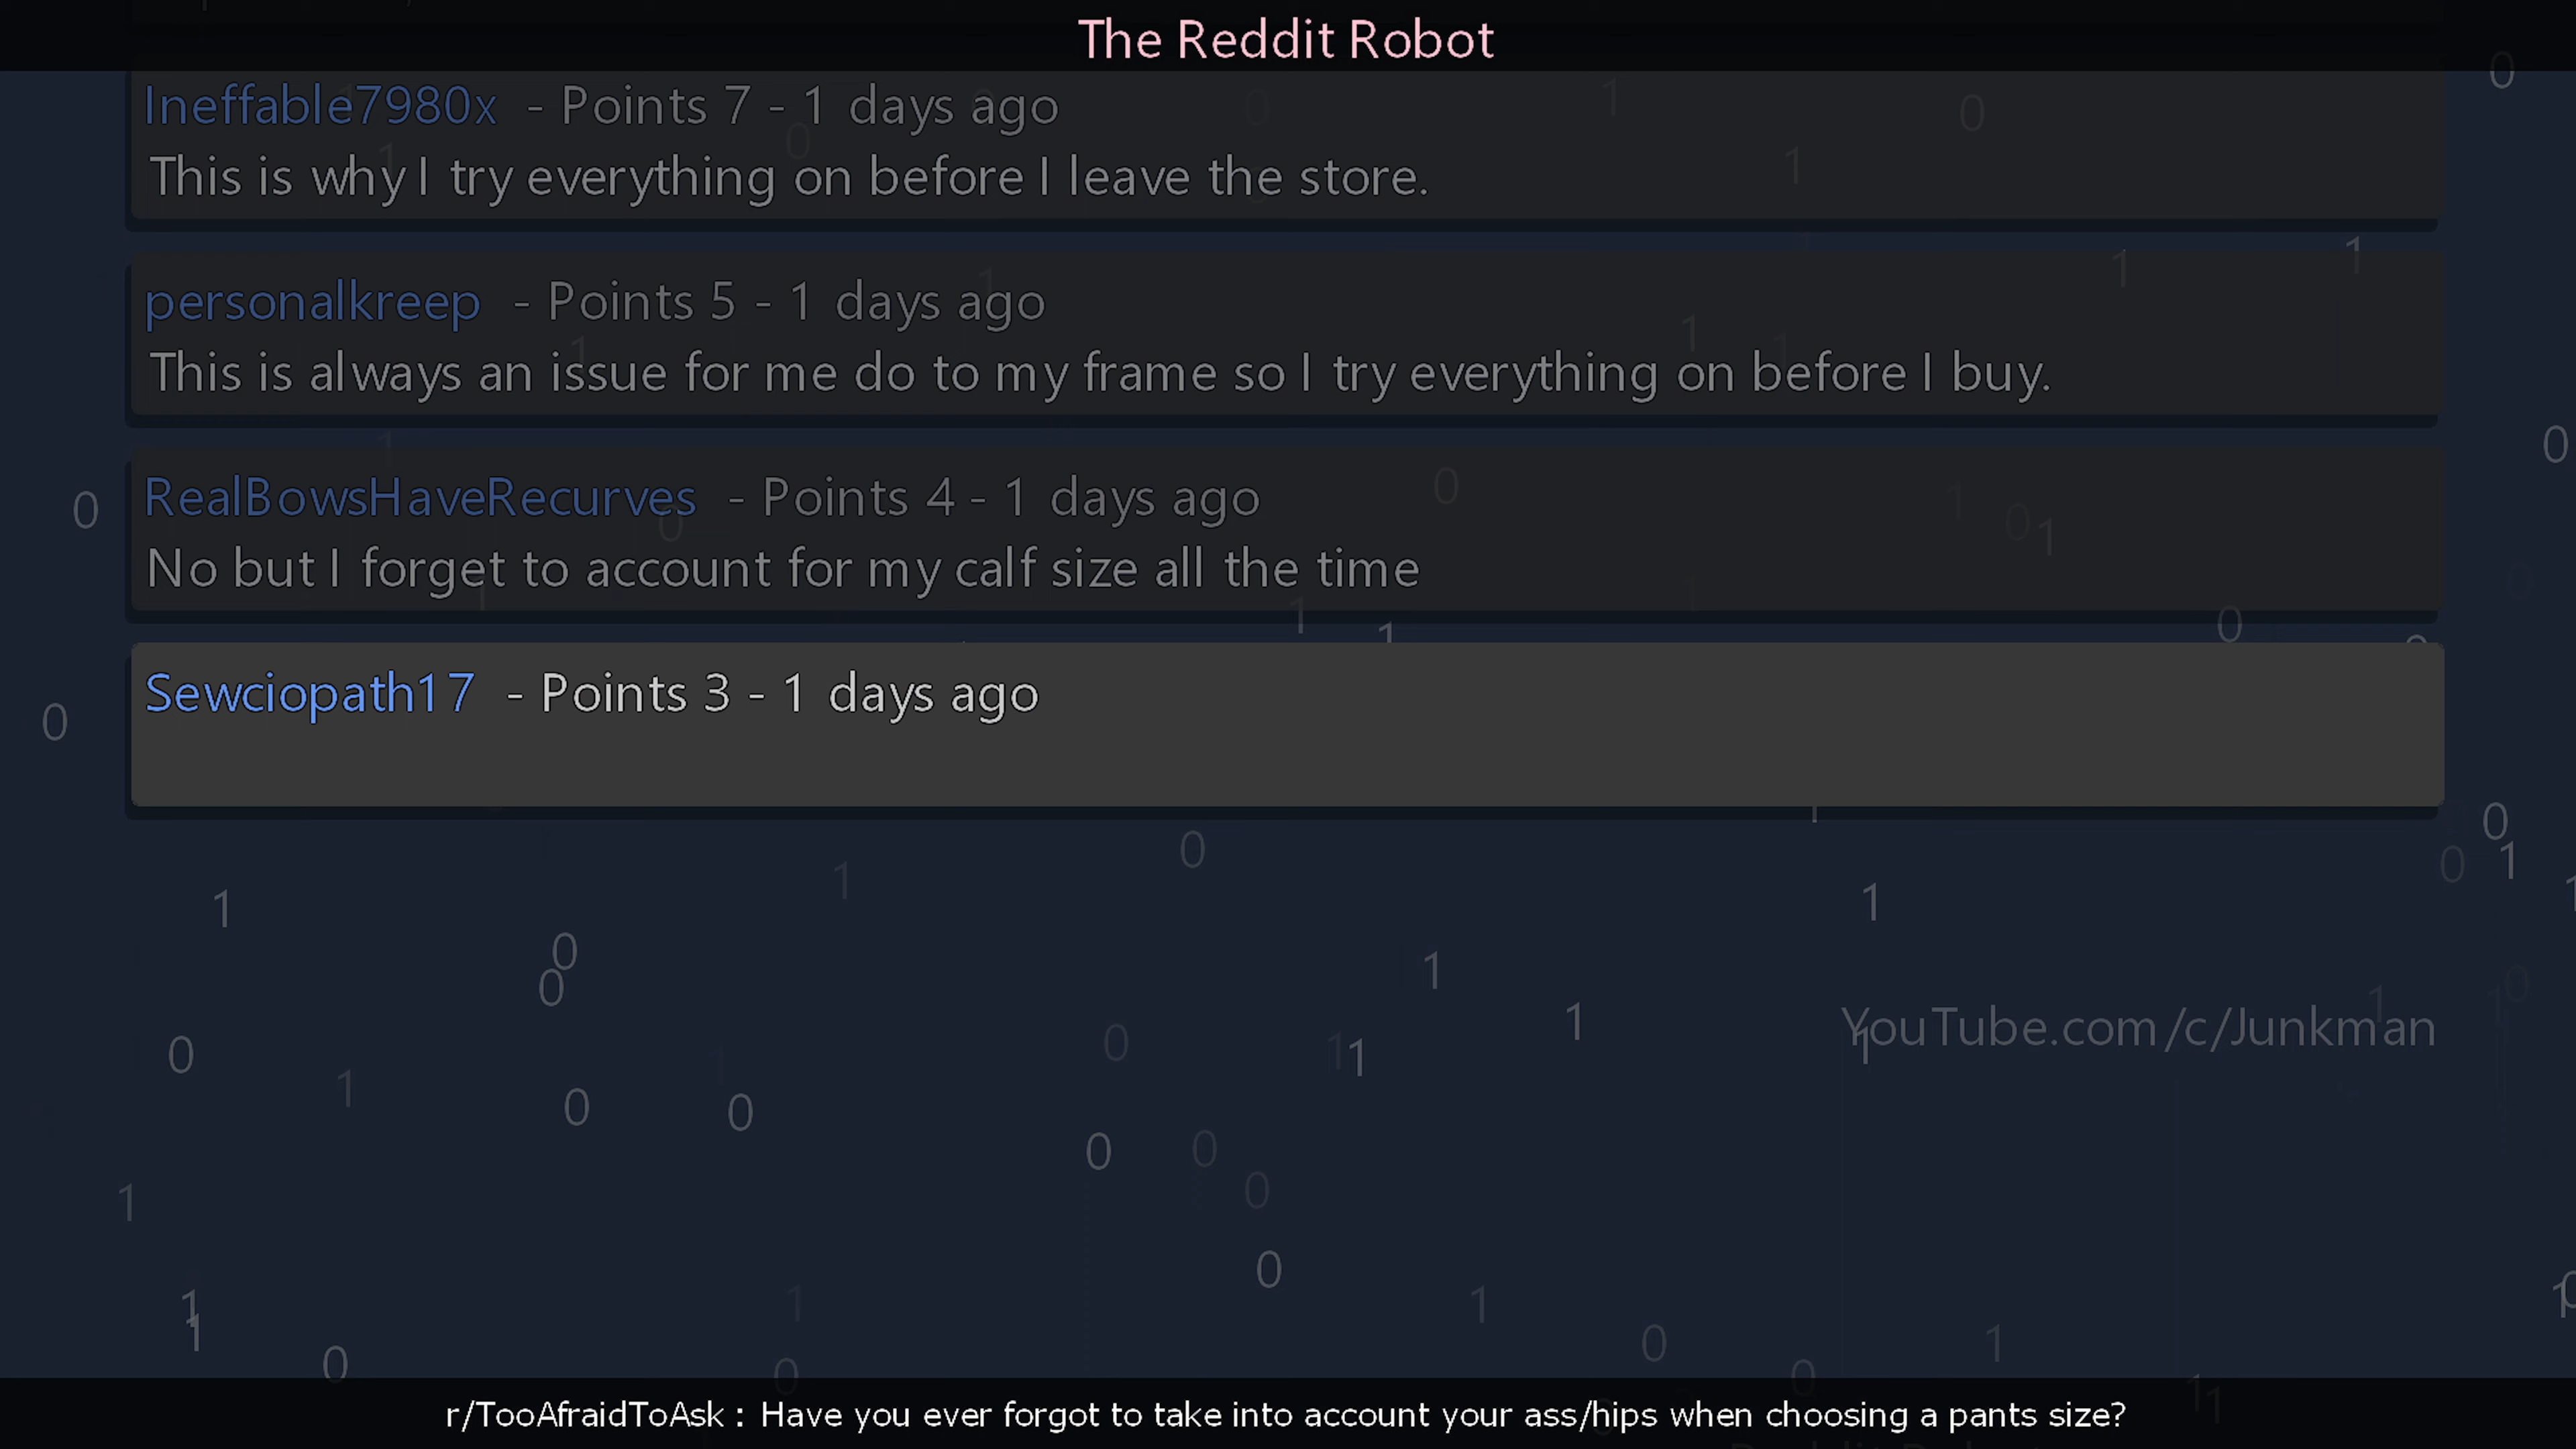 The Reddit Robot
Ineffable7980x - Points 7 - 1 days ago
This is why I try everything on before I leave the store.
personalkreep - Points 5 - 1 days ago
This is always an issue for me do to my frame so I try everything on before I buy.
RealBowsHaveRecurves - Points 4 - 1 days ago
No but I forget to account for my calf size all the time
Sewciopath17 - Points 3 - 1 days ago
YouTube.com/c/Junkman
r/TooAfraidToAsk : Have you ever forgot to take into account your ass/hips when choosing a pants size?